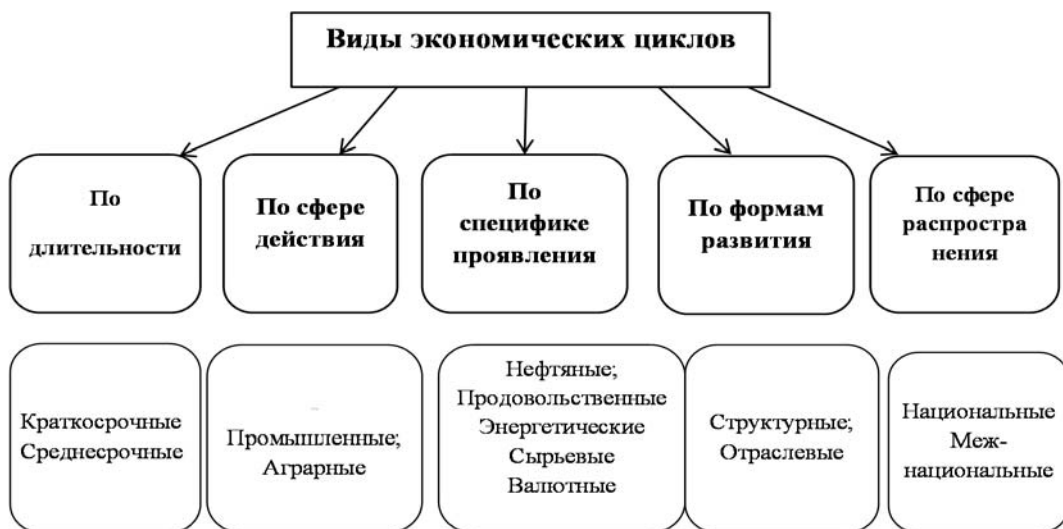 Виды экономических циклов
По
длительности
По сфере
действия
По
специфике
проявления
По формам
развития
По сфере
распростра
нения
Краткосрочные
Среднесрочные
Промышленные;
Аграрные
Нефтяные;
Продовольственные
Энергетические
Сырьевые
Валютные
Структурные;
Отраслевые
Национальные
Меж-
национальные